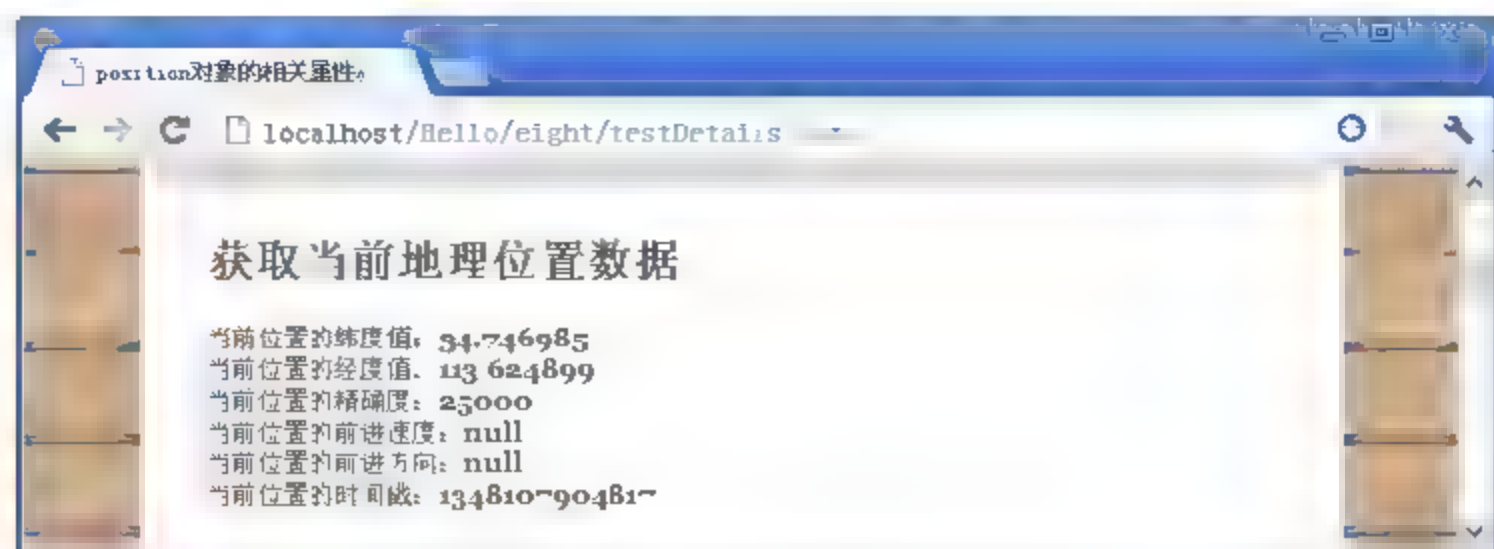 position对象的相关属性
localhost/Hello/eight/testDetails
获取当前地理位置数据
当前位置的纬度值：34.746985
当前位置的经度值：113.624899
当前位置的精确度：25000
当前位置的前进速度：null
当前位置的前进方向：null
当前位置的时间戳：1348107904817